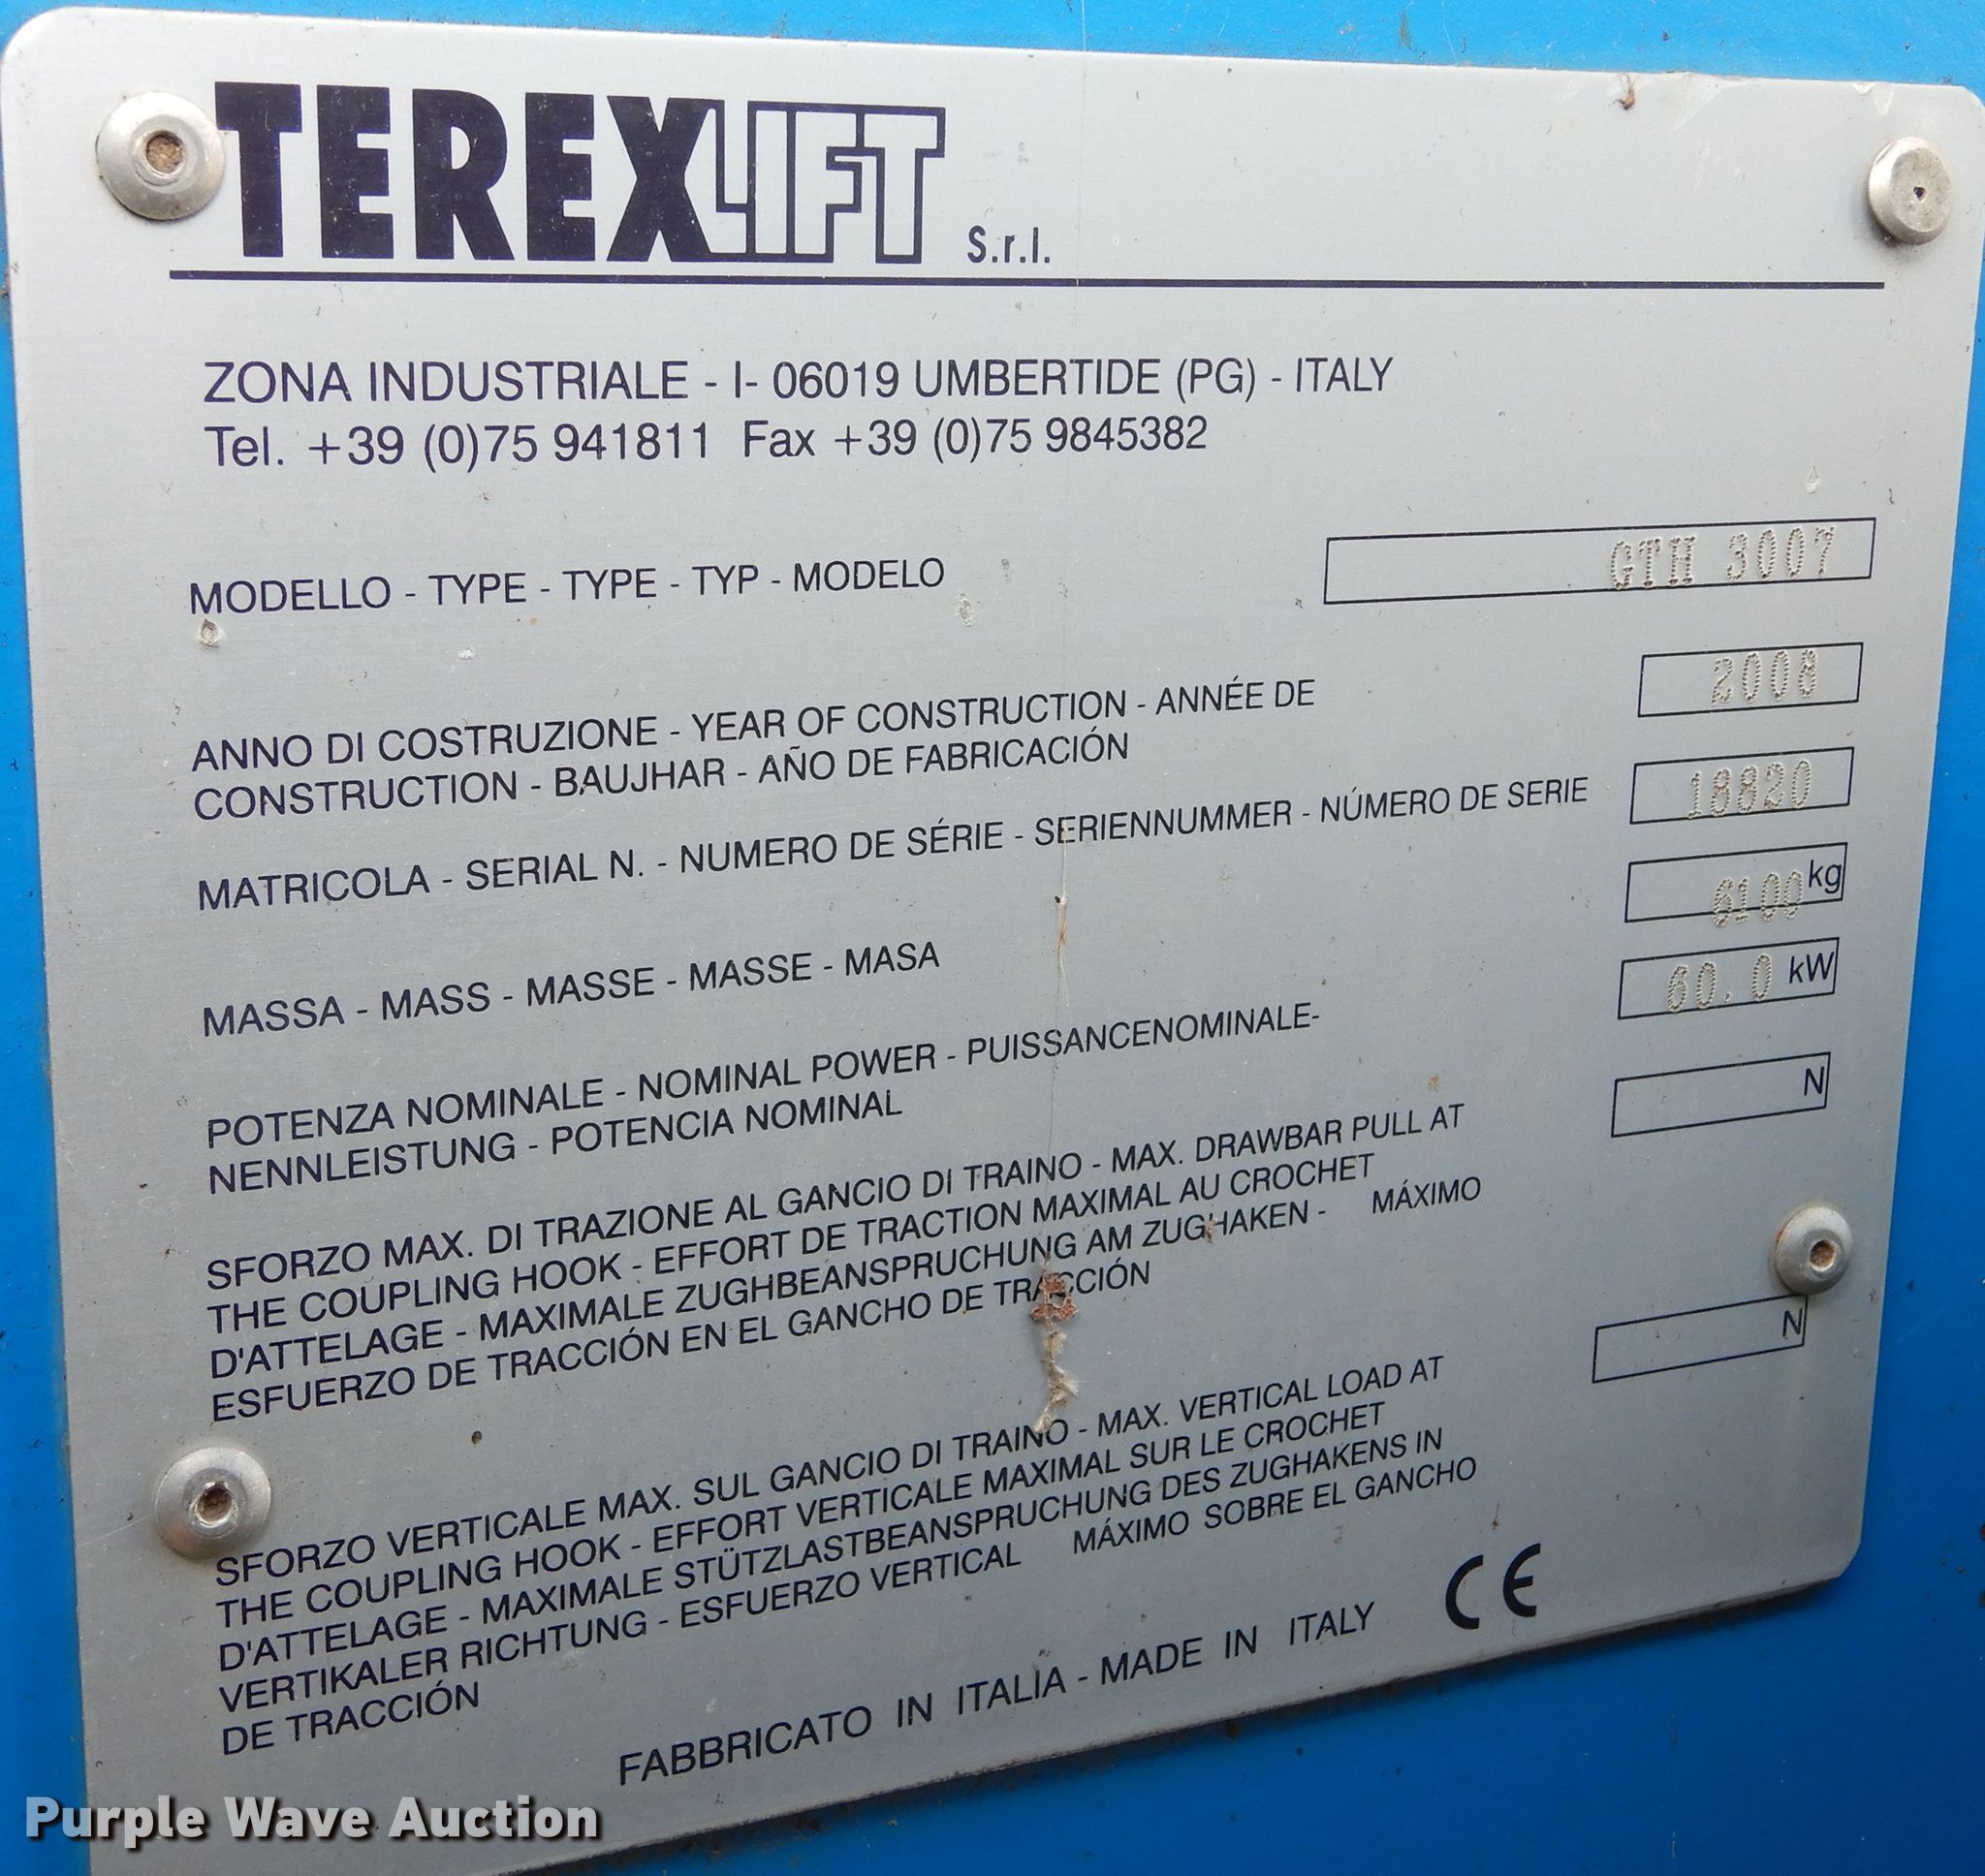 TEREXLIFT S.r.l.
ZONA INDUSTRIALE - I- 06019 UMBERTIDE (PG) - ITALY
Tel. +39 (0)75 941811 Fax +39 (0)75 9845382
MODELLO - TYPE - TYPE - TYP - MODELO GTH 3007
ANNO DI COSTRUZIONE - YEAR OF CONSTRUCTION - ANNÉE DE 2008
CONSTRUCTION - BAUJHAR - AÑO DE FABRICACIÓN
MATRICOLA - SERIAL N. - NUMERO DE SÉRIE - SERIENNUMMER - NÚMERO DE SERIE 18820
MASSA - MASS - MASSE - MASSE - MASA 6100 kg
POTENZA NOMINALE - NOMINAL POWER - PUISSANCENOMINALE- 60.0 kW
NENNLEISTUNG - POTENCIA NOMINAL
SFORZO MAX. DI TRAZIONE AL GANCIO DI TRAINO - MAX. DRAWBAR PULL AT N
THE COUPLING HOOK - EFFORT DE TRACTION MAXIMAL AU CROCHET
D'ATTELAGE - MAXIMALE ZUGHBEANSPRUCHUNG AM ZUGHAKEN - MÁXIMO
ESFUERZO DE TRACCIÓN EN EL GANCHO DE TRACCIÓN
SFORZO VERTICALE MAX. SUL GANCIO DI TRAINO - MAX. VERTICAL LOAD AT N
THE COUPLING HOOK - EFFORT VERTICALE MAXIMAL SUR LE CROCHET
D'ATTELAGE - MAXIMALE STÜTZLASTBEANSPRUCHUNG DES ZUGHAKENS IN
VERTIKALER RICHTUNG - ESFUERZO VERTICAL MÁXIMO SOBRE EL GANCHO
DE TRACCIÓN
FABBRICATO IN ITALIA - MADE IN ITALY CE
Purple Wave Auction